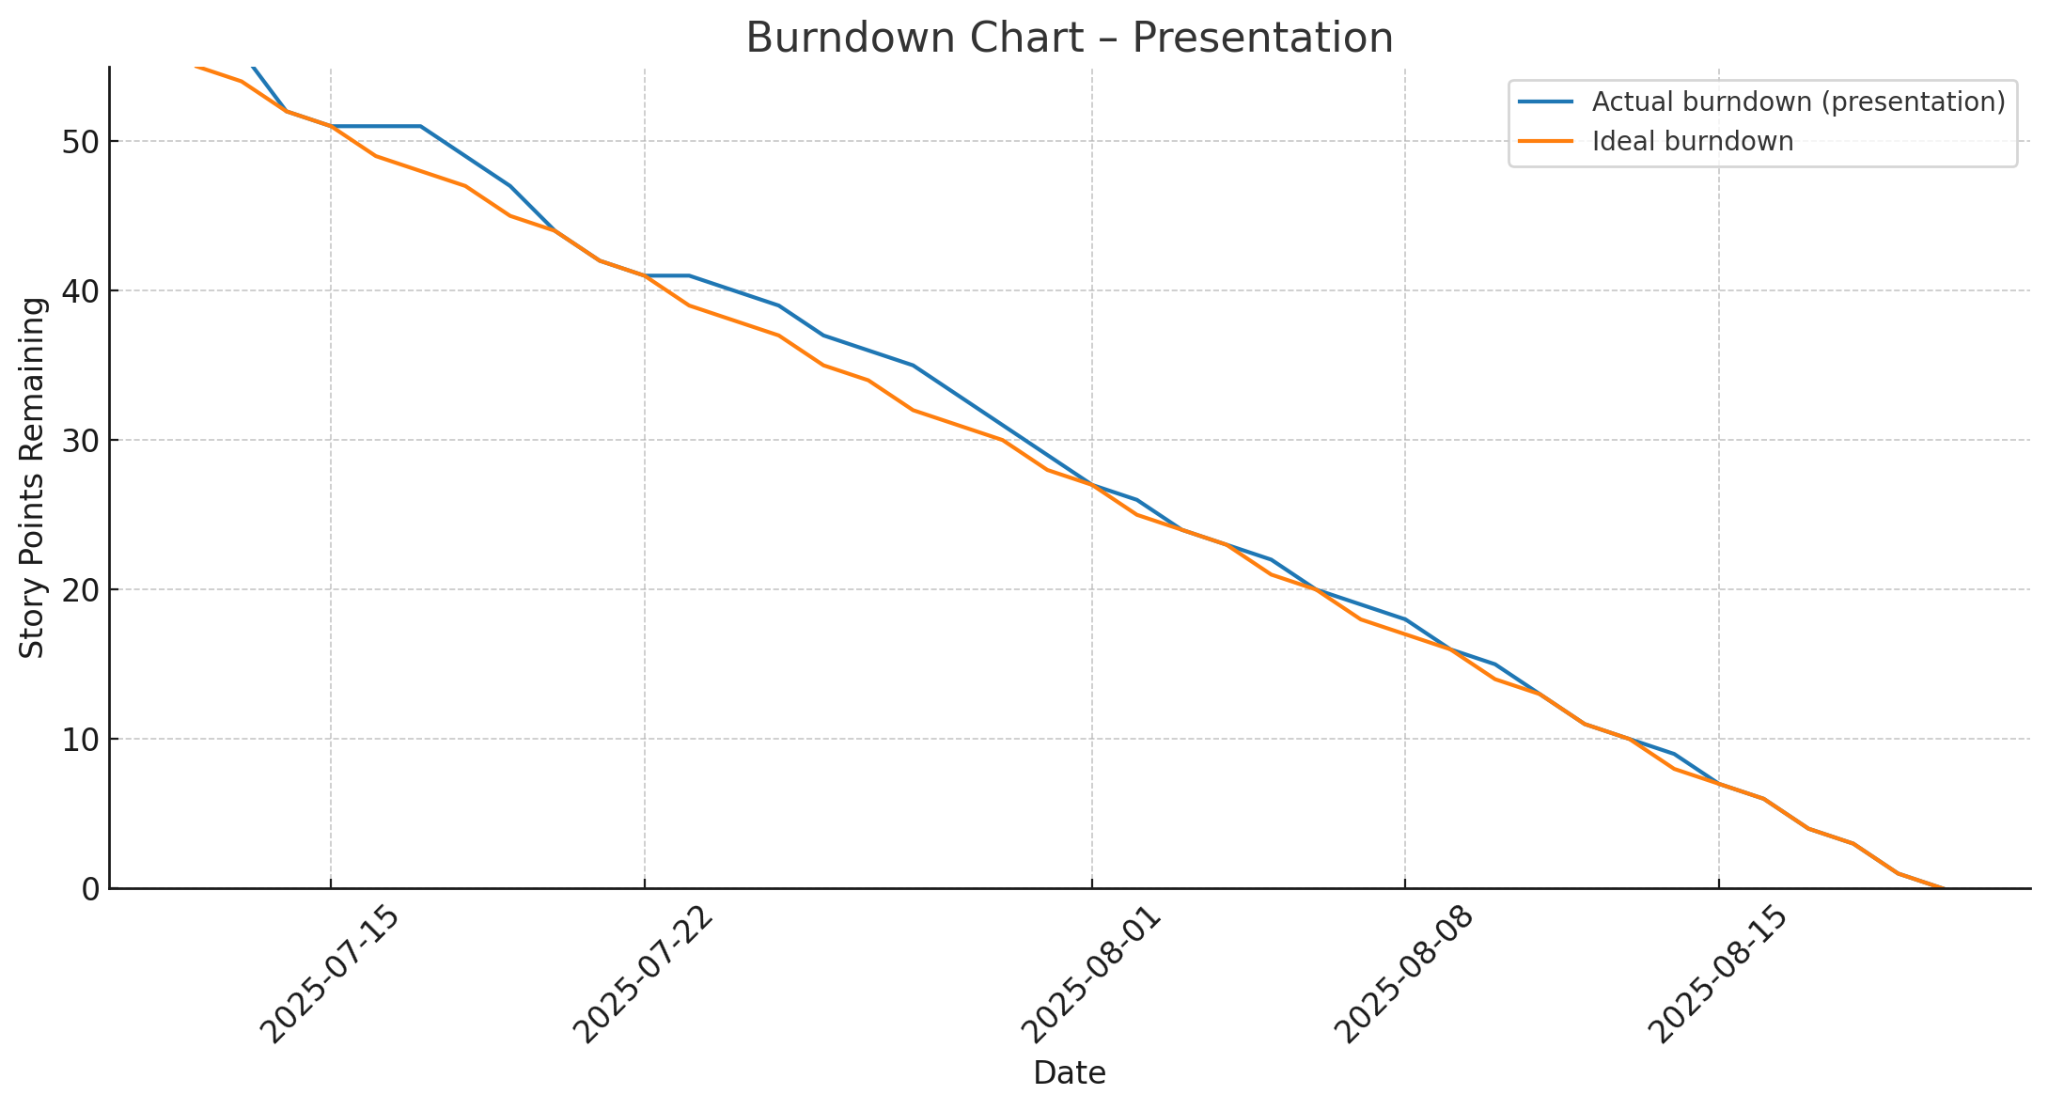 Burndown Chart – Presentation
Actual burndown (presentation)
Ideal burndown
Story Points Remaining
50
40
30
20
10
0
2025-07-15
2025-07-22
2025-08-01
2025-08-08
2025-08-15
Date